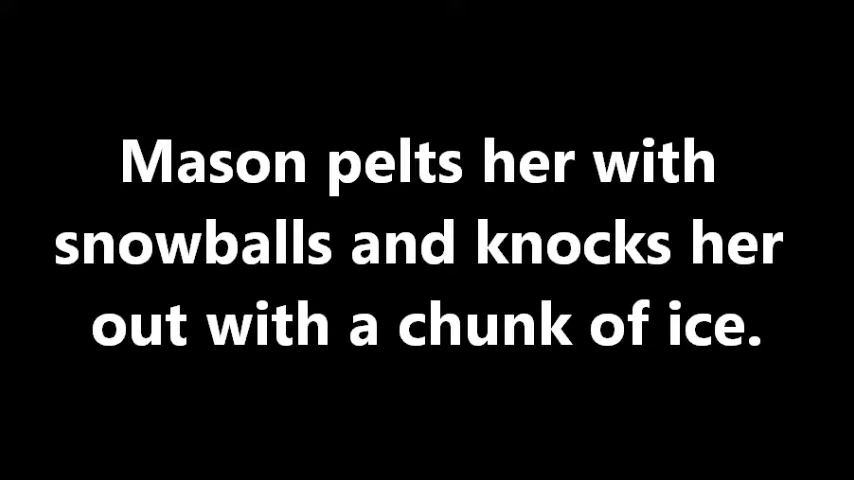 Mason pelts her with
snowballs and knocks her
out with a chunk of ice.